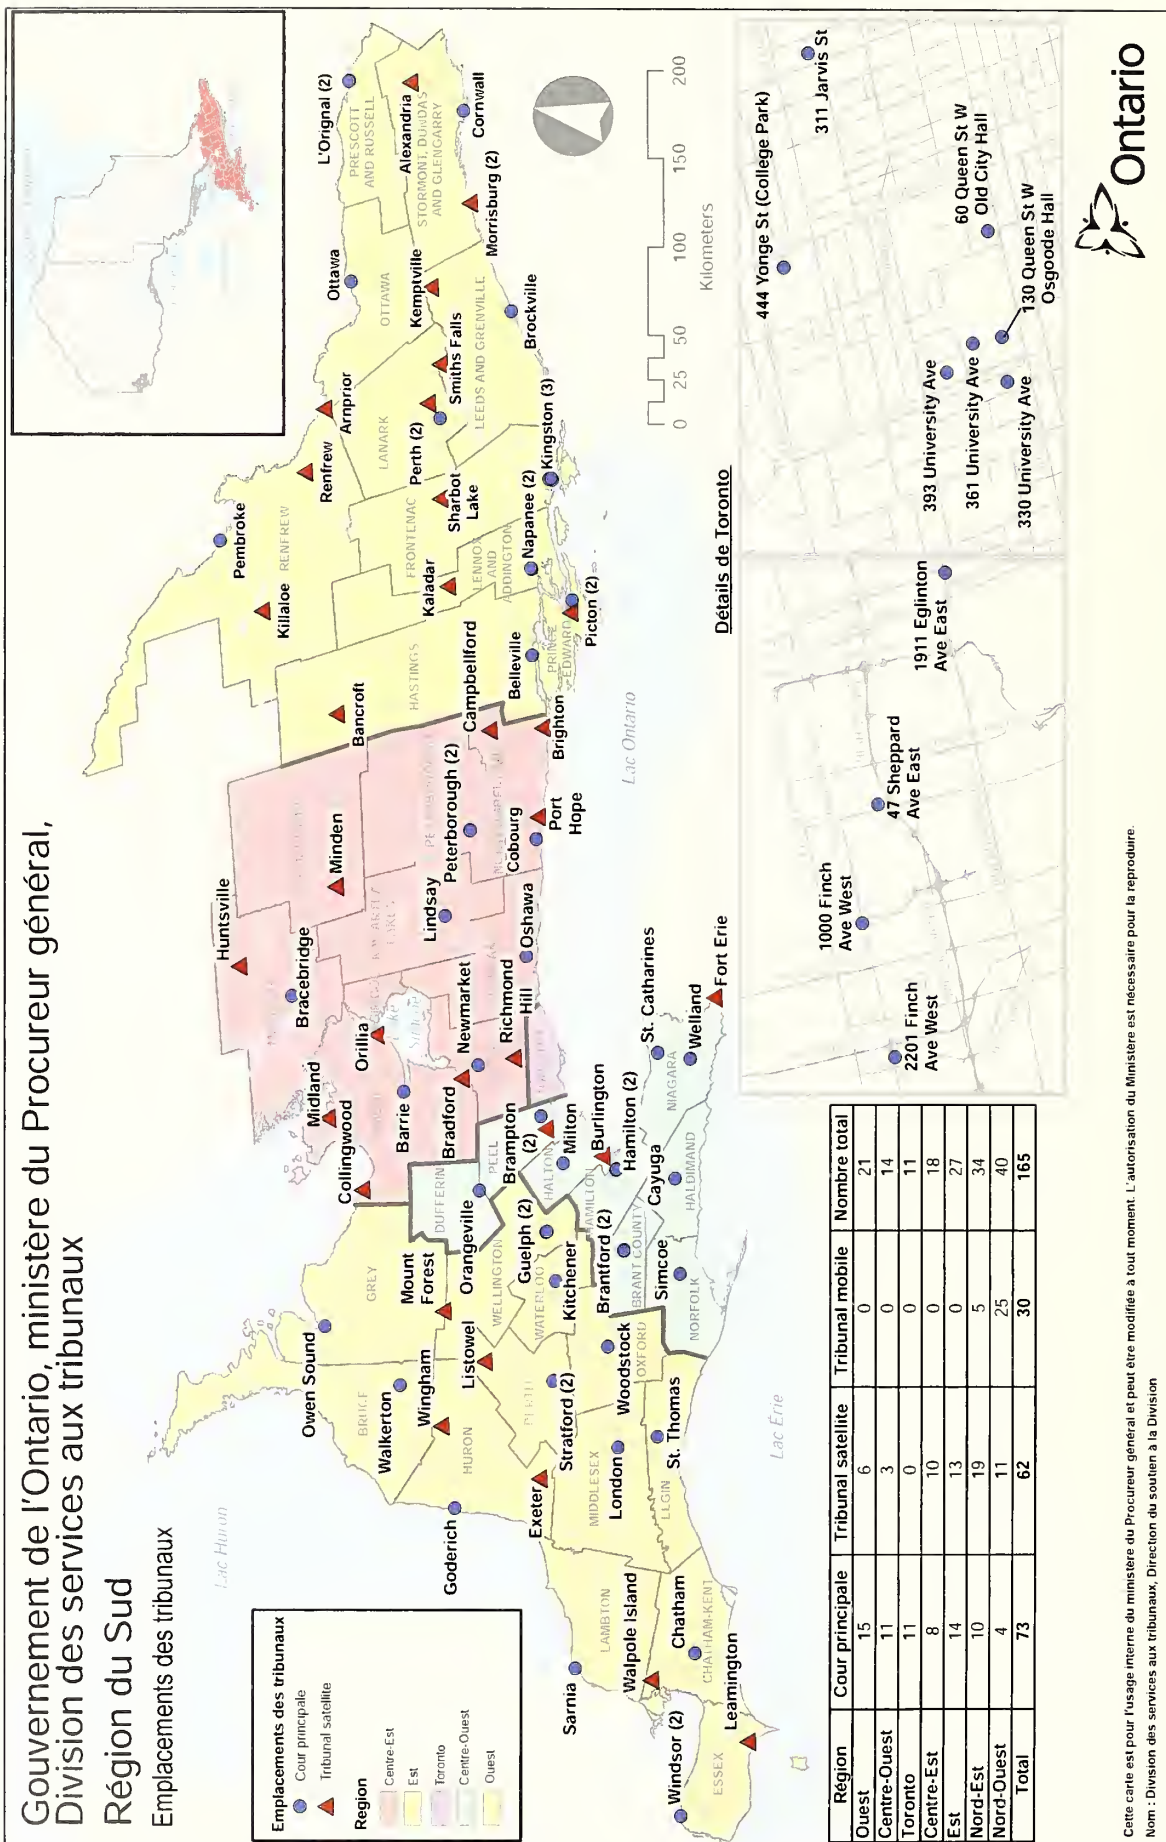 Gouvernement de l'Ontario, ministère du Procureur général,
Division des services aux tribunaux
Région du Sud
Emplacements des tribunaux
Emplacements des tribunaux
Cour principale
Tribunal satellite
Region
Centre-Est
Est
Toronto
Centre-Ouest
Ouest
Lac Huron
Lac Érie
Lac Ontario
Owen Sound
GREY
BRUCE
Walkerton
Wingham
HURON
Goderich
Mount
Forest
Listowel
WELLINGTON
Orangeville
DUFFERIN
PEEL
Guelph (2)
WATERLOO
Kitchener
PERTH
Stratford (2)
Exeter
MIDDLESEX
London
Woodstock
OXFORD
St. Thomas
ELGIN
LAMBTON
Sarnia
Walpole Island
Chatham
CHATHAM-KENT
Windsor (2)
ESSEX
Leamington
Brantford (2)
BRANT COUNTY
Simcoe
NORFOLK
Cayuga
HALDIMAND
HAMILTON
Hamilton (2)
Burlington
HALTON
Milton
Brampton
(2)
St. Catharines
NIAGARA
Welland
Fort Erie
Huntsville
Bracebridge
Minden
Midland
Collingwood
Orillia
Lake
Simcoe
Barrie
Bradford
Newmarket
Richmond
Hill
Oshawa
Lindsay
Peterborough (2)
Cobourg
Port
Hope
Campbellford
Brighton
Bancroft
HASTINGS
Belleville
PRINCE
EDWARD
Picton (2)
Killaloe
RENFREW
Pembroke
Renfrew
Arnprior
Kaladar
FRONTENAC
LENNOX
AND
ADDINGTON
Napanee (2)
Kingston (3)
Sharbot
Lake
LANARK
Perth (2)
Smiths Falls
LEEDS AND GRENVILLE
Brockville
Kemptville
OTTAWA
Ottawa
L'Orignal (2)
PRESCOTT
AND RUSSELL
Alexandria
STORMONT, DUNDAS
AND GLENGARRY
Cornwall
Morrisburg (2)
0 25 50 100 150 200
Kilometers
Détails de Toronto
2201 Finch
Ave West
1000 Finch
Ave West
47 Sheppard
Ave East
1911 Eglinton
Ave East
444 Yonge St (College Park)
311 Jarvis St
393 University Ave
361 University Ave
330 University Ave
60 Queen St W
Old City Hall
130 Queen St W
Osgoode Hall
Région Cour principale Tribunal satellite Tribunal mobile Nombre total
Ouest 15 6 0 21
Centre-Ouest 11 3 0 14
Toronto 11 0 0 11
Centre-Est 8 10 0 18
Est 14 13 0 27
Nord-Est 10 19 5 34
Nord-Ouest 4 11 25 40
Total 73 62 30 165
Cette carte est pour l'usage interne du ministère du Procureur général et peut être modifiée à tout moment. L'autorisation du Ministère est nécessaire pour la reproduire.
Nom : Division des services aux tribunaux, Direction du soutien à la Division
Ontario